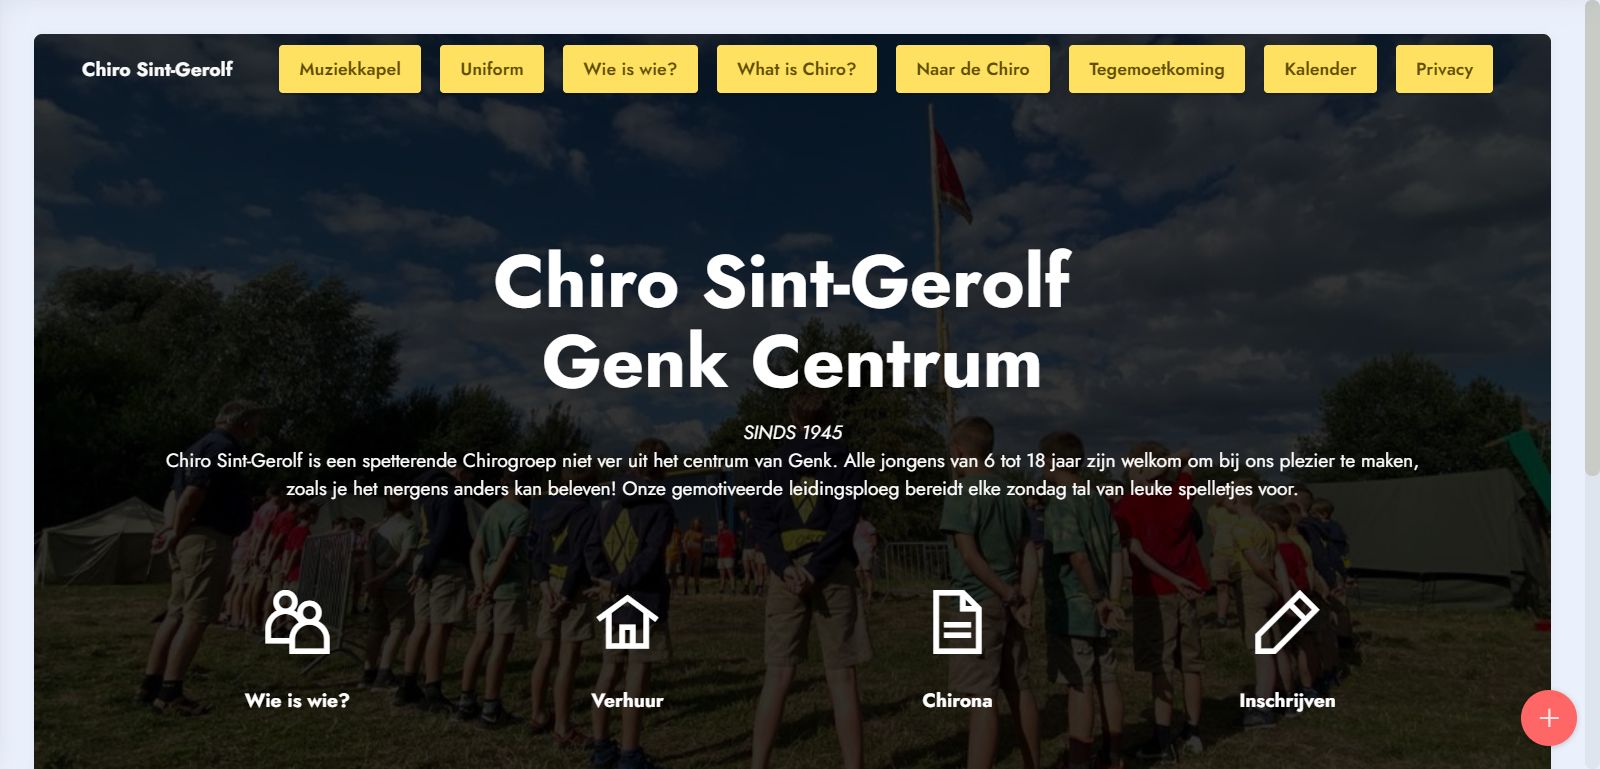 Chiro Sint-Gerolf Muziekkapel Uniform Wie is wie? What is Chiro? Naar de Chiro Tegemoetkoming Kalender Privacy
Chiro Sint-Gerolf
Genk Centrum
SINDS 1945
Chiro Sint-Gerolf is een spetterende Chirogroep niet ver uit het centrum van Genk. Alle jongens van 6 tot 18 jaar zijn welkom om bij ons plezier te maken,
zoals je het nergens anders kan beleven! Onze gemotiveerde leidingsploeg bereidt elke zondag tal van leuke spelletjes voor.
Wie is wie? Verhuur Chirona Inschrijven